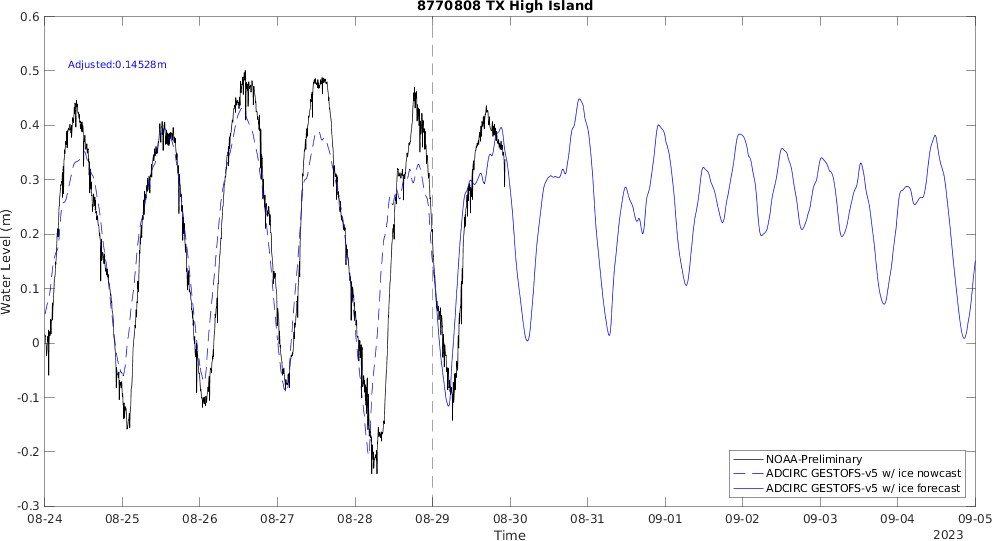 8770808 TX High Island
Adjusted:0.14528m
0.6
0.5
0.4
0.3
0.2
0.1
0
-0.1
-0.2
-0.3
Water Level (m)
NOAA-Preliminary
ADCIRC GESTOFS-v5 w/ ice nowcast
ADCIRC GESTOFS-v5 w/ ice forecast
08-24 08-25 08-26 08-27 08-28 08-29 08-30 08-31 09-01 09-02 09-03 09-04 09-05
Time
2023